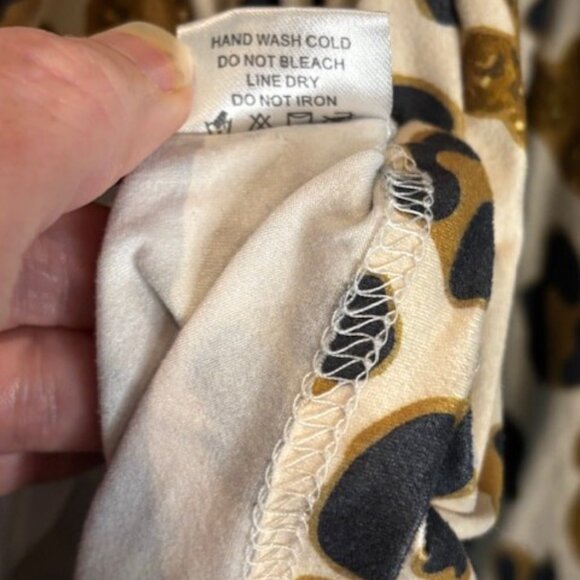 HAND WASH COLD
DO NOT BLEACH
LINE DRY
DO NOT IRON